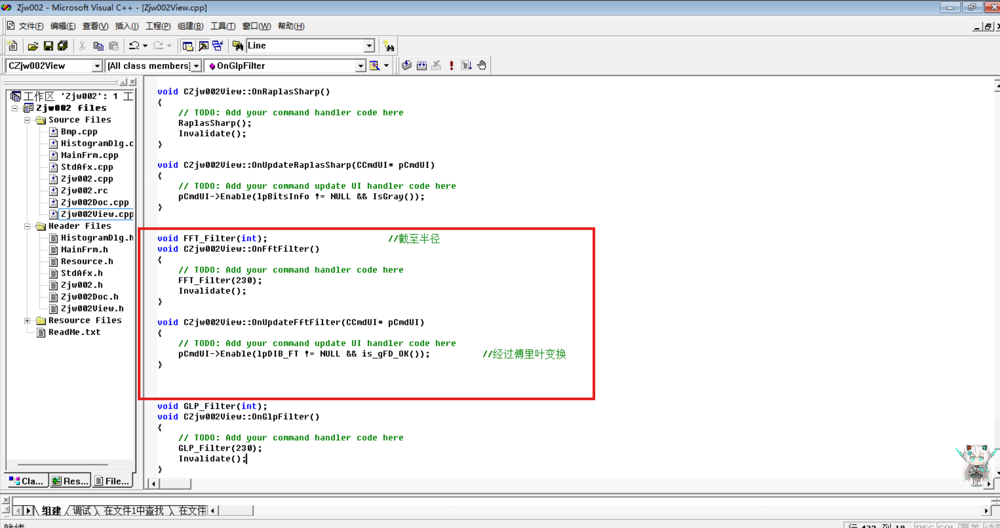 Zjw002 - Microsoft Visual C++ - [Zjw002View.cpp]
文件(F) 编辑(E) 查看(V) 插入(I) 工程(P) 组建(B) 工具(T) 窗口(W) 帮助(H)
Line
CZjw002View [All class members] OnGlpFilter
工作区 'Zjw002': 1 工
Zjw002 files
Source Files
Bmp.cpp
HistogramDlg.c
MainFrm.cpp
StdAfx.cpp
Zjw002.cpp
Zjw002.rc
Zjw002Doc.cpp
Zjw002View.cpp
Header Files
HistogramDlg.h
MainFrm.h
Resource.h
StdAfx.h
Zjw002.h
Zjw002Doc.h
Zjw002View.h
Resource Files
ReadMe.txt
Cla... Res... File...
void CZjw002View::OnRaplasSharp()
{
// TODO: Add your command handler code here
RaplasSharp();
Invalidate();
}
void CZjw002View::OnUpdateRaplasSharp(CCmdUI* pCmdUI)
{
// TODO: Add your command update UI handler code here
pCmdUI->Enable(lpBitsInfo != NULL && IsGray());
}
void FFT_Filter(int); //截至半径
void CZjw002View::OnFftFilter()
{
// TODO: Add your command handler code here
FFT_Filter(230);
Invalidate();
}
void CZjw002View::OnUpdateFftFilter(CCmdUI* pCmdUI)
{
// TODO: Add your command update UI handler code here
pCmdUI->Enable(lpDIB_FT != NULL && is_gFD_OK()); //经过傅里叶变换
}
void GLP_Filter(int);
void CZjw002View::OnGlpFilter()
{
// TODO: Add your command handler code here
GLP_Filter(230);
Invalidate();
}
组建 调试 在文件1中查找 在文件